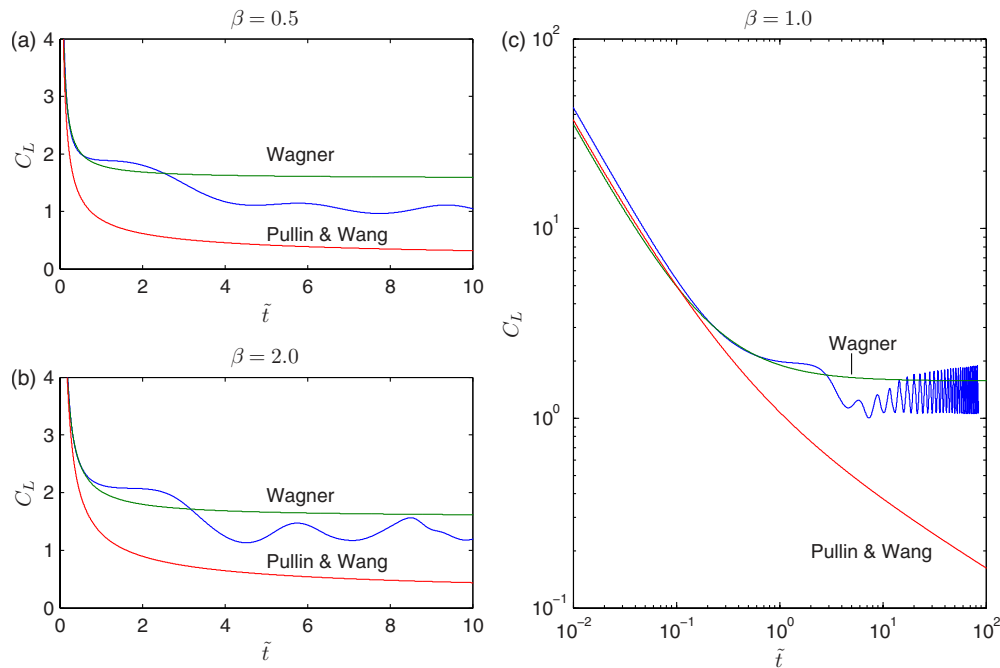 β = 0.5
(a)
4
3
2
1
0
C_L
Wagner
Pullin & Wang
0 2 4 6 8 10
t̃
β = 2.0
(b)
4
3
2
1
0
C_L
Wagner
Pullin & Wang
0 2 4 6 8 10
t̃
β = 1.0
(c)
10²
10¹
10⁰
10⁻¹
C_L
Wagner
Pullin & Wang
10⁻² 10⁻¹ 10⁰ 10¹ 10²
t̃